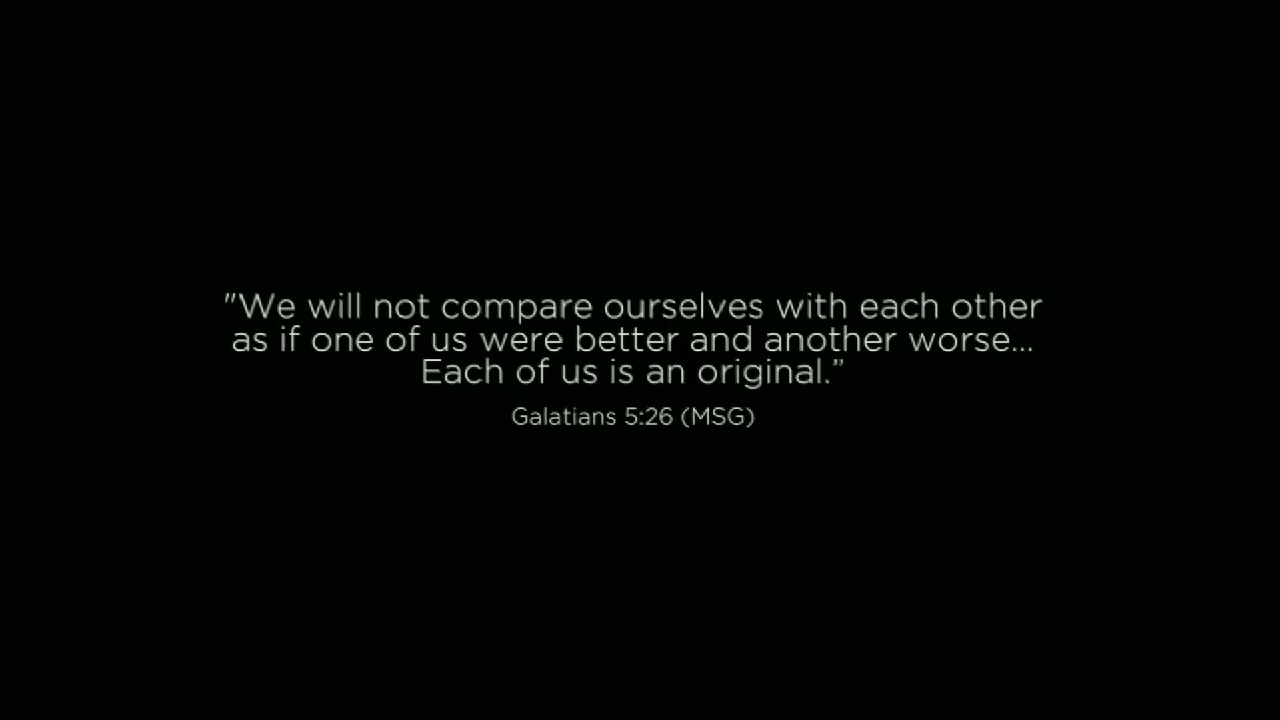 "We will not compare ourselves with each other
as if one of us were better and another worse...
Each of us is an original.”
Galatians 5:26 (MSG)